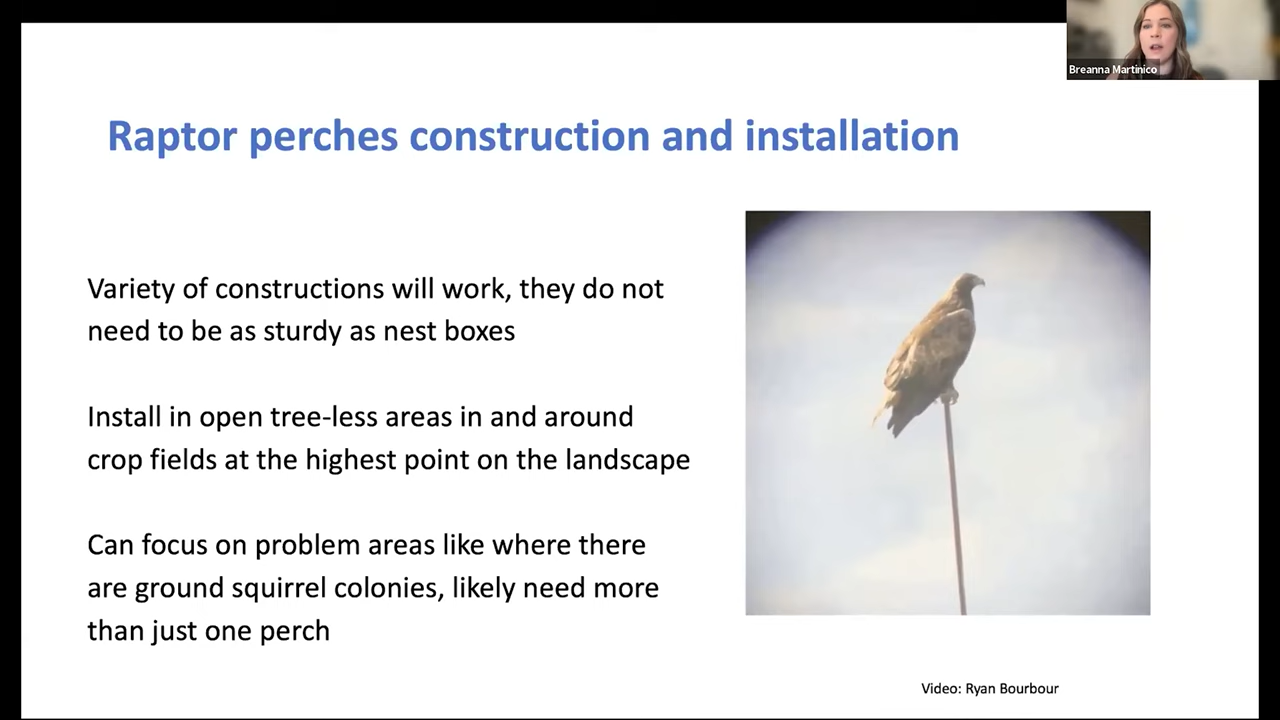 Breanna Martinico
Raptor perches construction and installation
Variety of constructions will work, they do not
need to be as sturdy as nest boxes
Install in open tree-less areas in and around
crop fields at the highest point on the landscape
Can focus on problem areas like where there
are ground squirrel colonies, likely need more
than just one perch
Video: Ryan Bourbour